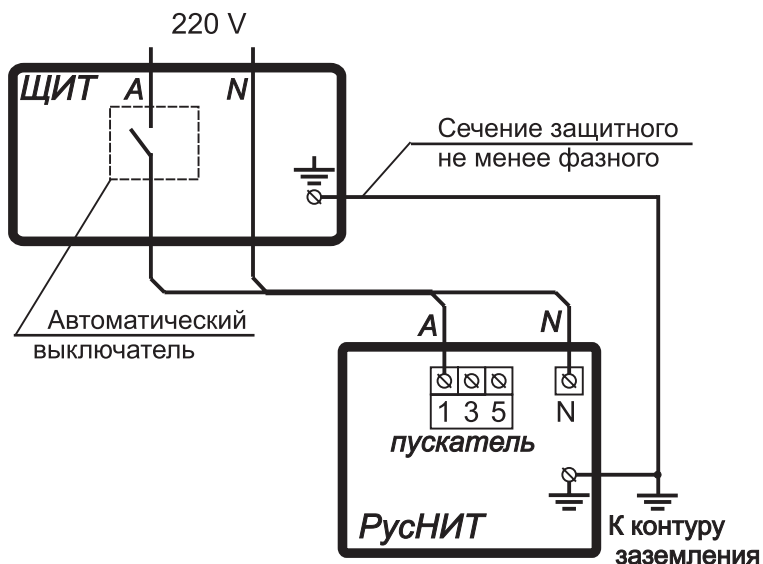 220 V
ЩИТ
A
N
Сечение защитного
не менее фазного
Автоматический
выключатель
A
N
1 3 5
N
пускатель
РусНИТ
К контуру
заземления